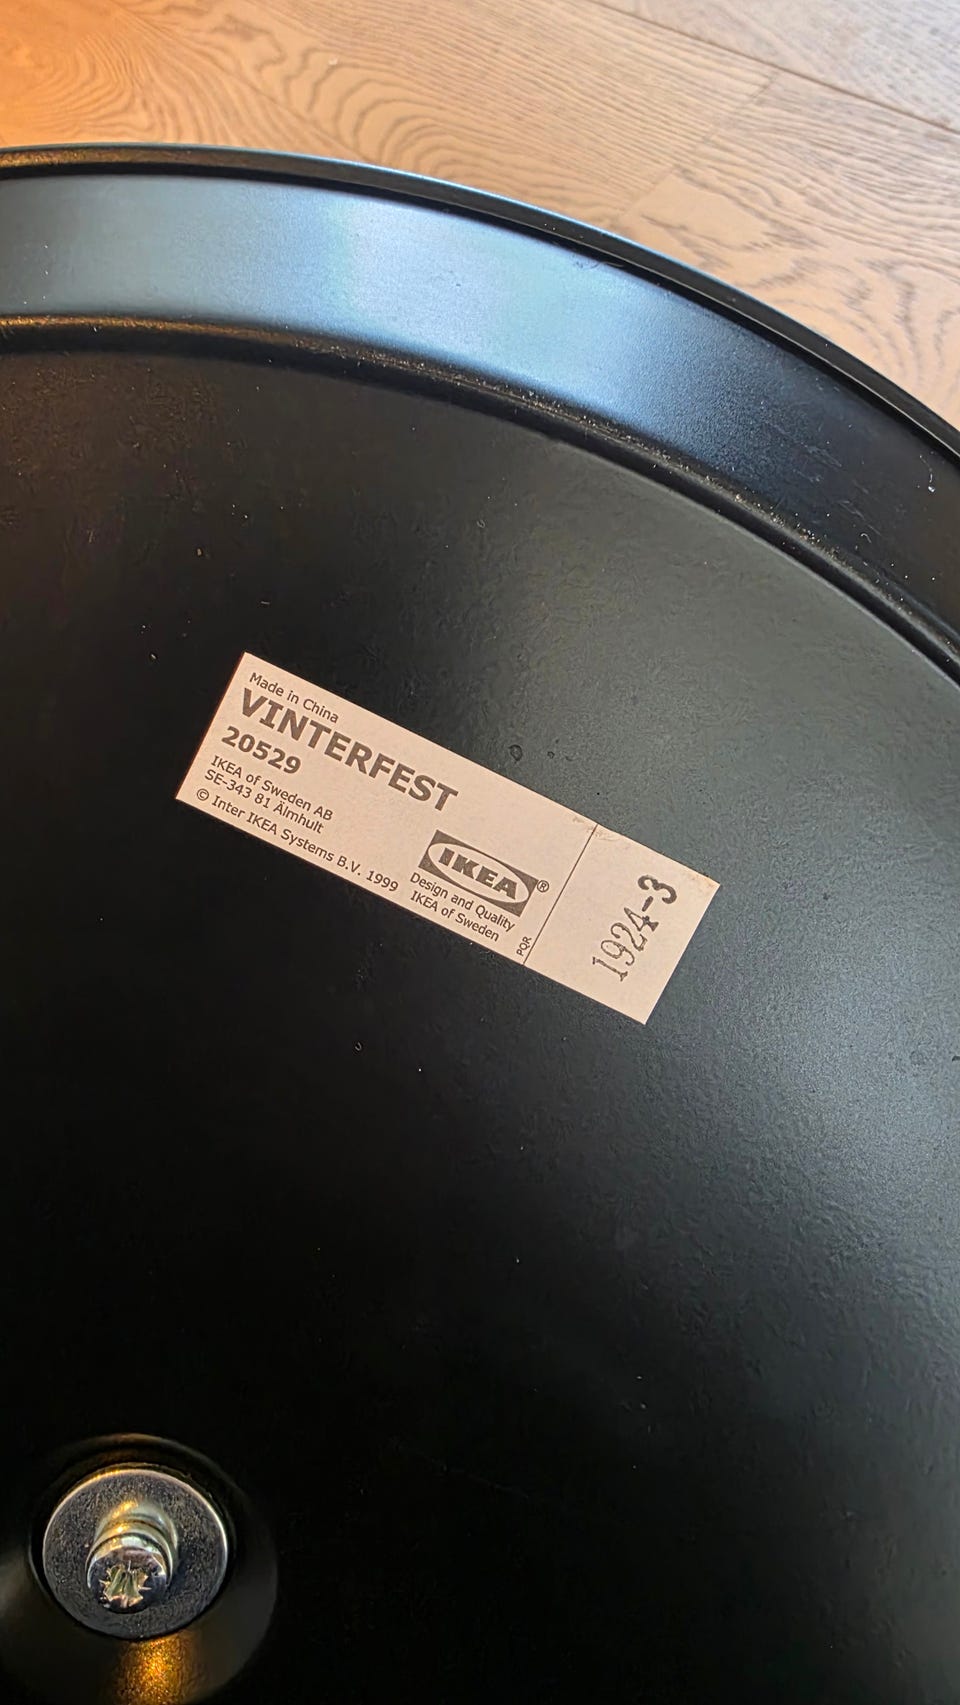 Made in China
VINTERFEST
20529
IKEA of Sweden AB
SE-343 81 Älmhult
© Inter IKEA Systems B.V. 1999
IKEA®
Design and Quality
IKEA of Sweden
PQR
1924-3